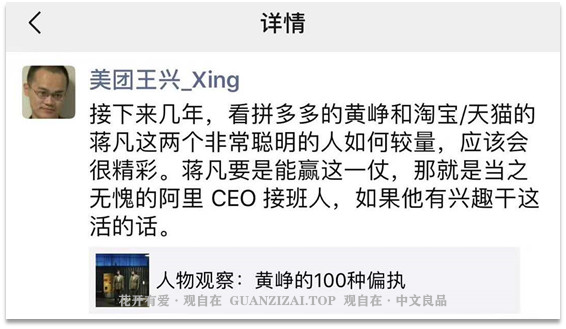 详情
美团王兴_Xing
接下来几年，看拼多多的黄峥和淘宝/天猫的
蒋凡这两个非常聪明的人如何较量，应该会
很精彩。蒋凡要是能赢这一仗，那就是当之
无愧的阿里 CEO 接班人，如果他有兴趣干这
活的话。
人物观察：黄峥的100种偏执
花开有爱·观自在 GUANZIZAI.TOP 观自在·中文良品